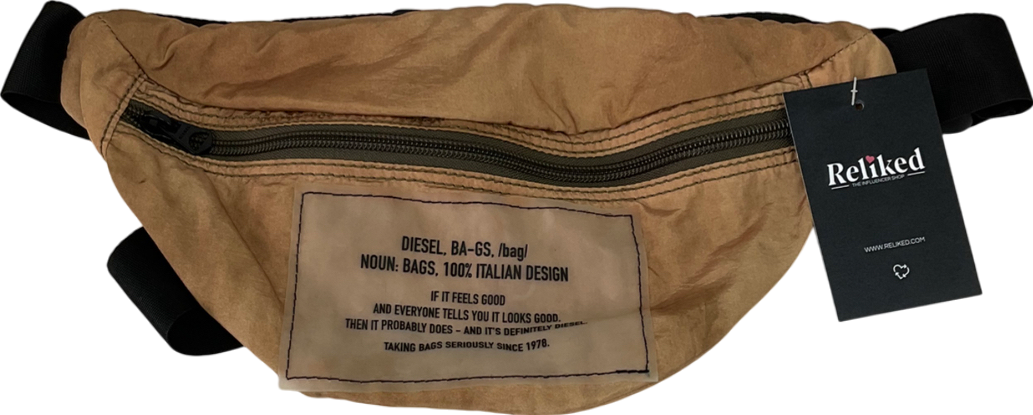 DIESEL, BA-GS, /bag/
NOUN: BAGS, 100% ITALIAN DESIGN
IF IT FEELS GOOD
AND EVERYONE TELLS YOU IT LOOKS GOOD.
THEN IT PROBABLY DOES – AND IT'S DEFINITELY DIESEL.
TAKING BAGS SERIOUSLY SINCE 1978.
Reliked
THE INFLUENCER SHOP
WWW.RELIKED.COM